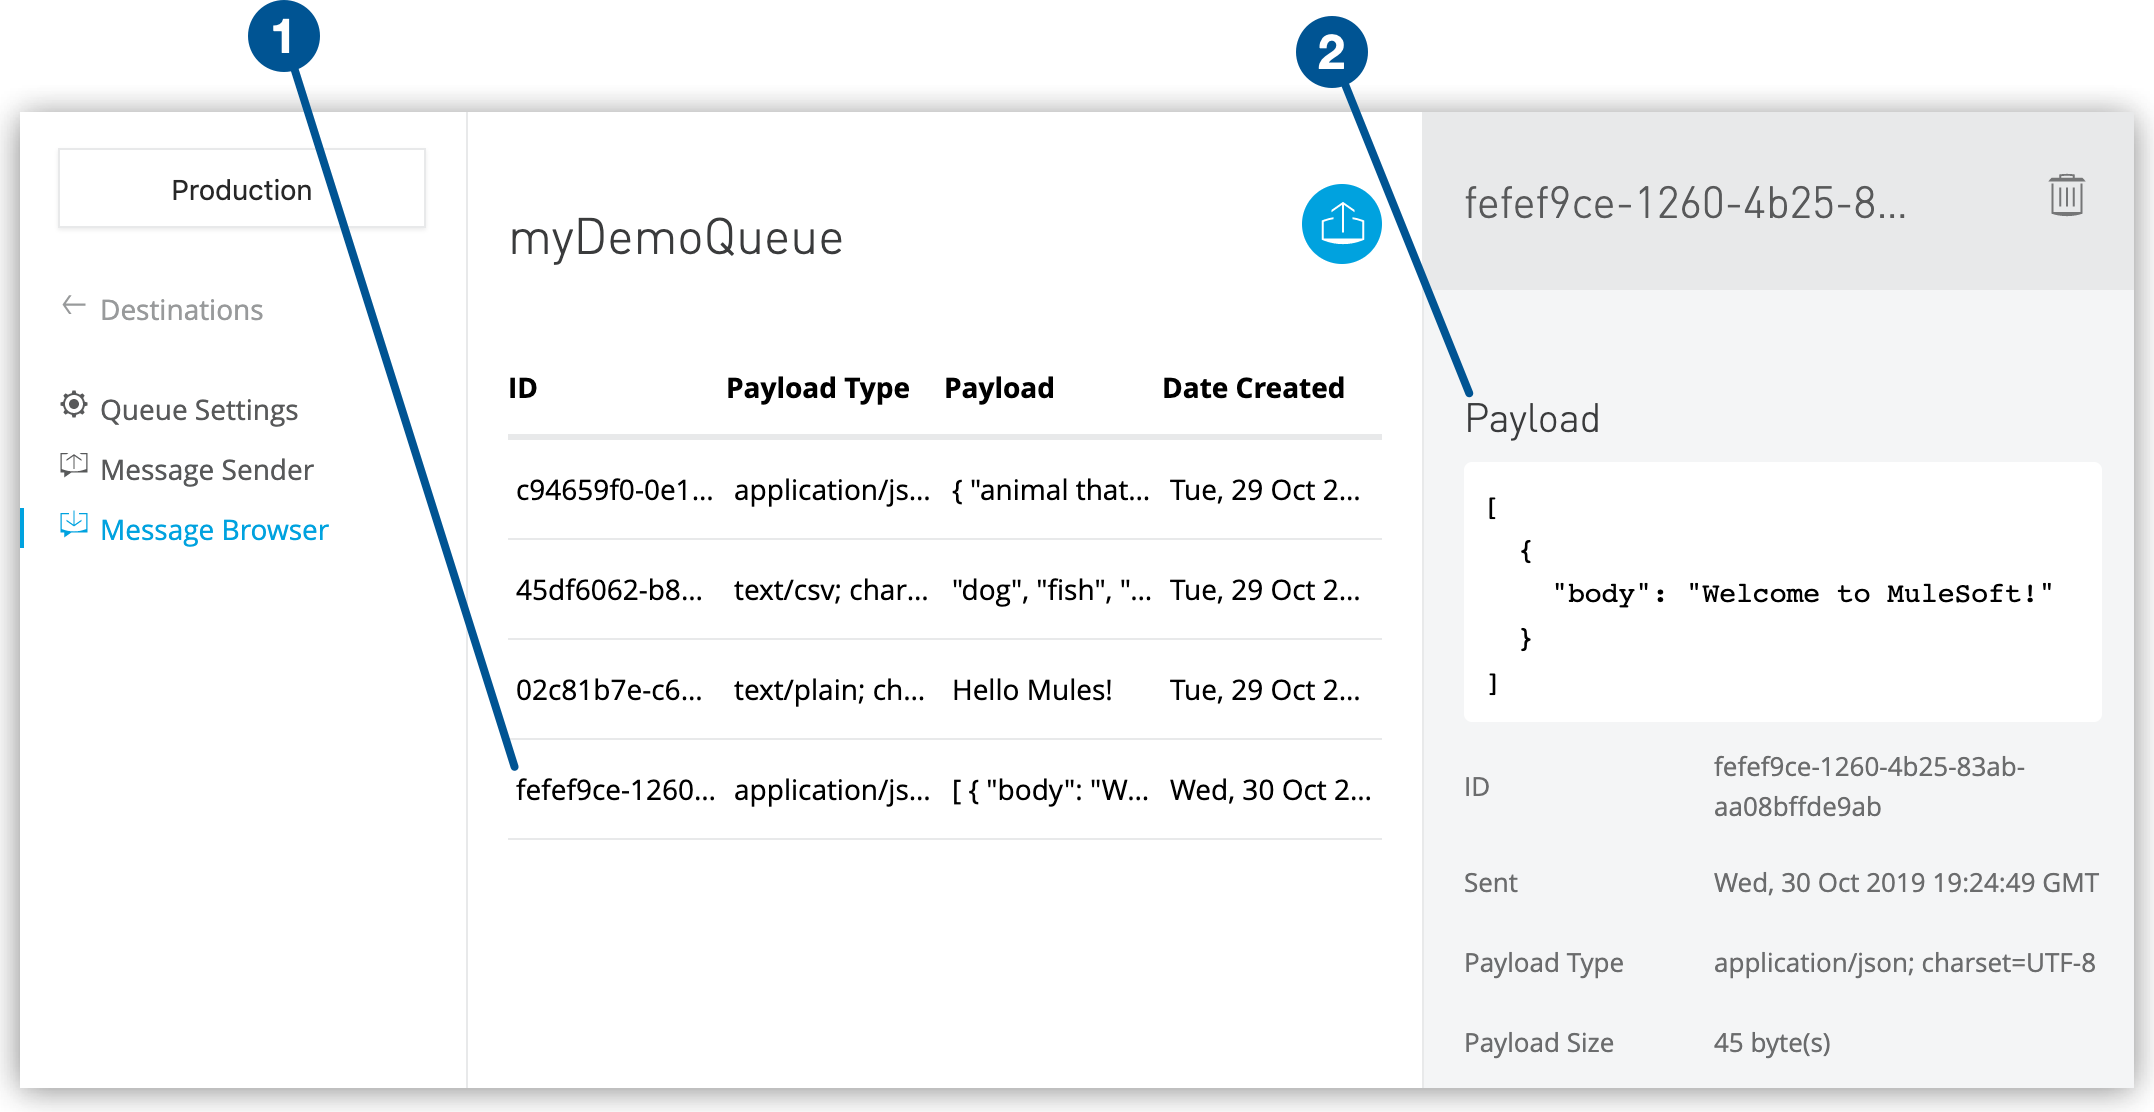 1
2
Production
Destinations
Queue Settings
Message Sender
Message Browser
myDemoQueue
ID Payload Type Payload Date Created
c94659f0-0e1... application/js... { "animal that... Tue, 29 Oct 2...
45df6062-b8... text/csv; char... "dog", "fish", "... Tue, 29 Oct 2...
02c81b7e-c6... text/plain; ch... Hello Mules! Tue, 29 Oct 2...
fefef9ce-1260... application/js... [ { "body": "W... Wed, 30 Oct 2...
fefef9ce-1260-4b25-8...
Payload
[
{
"body": "Welcome to MuleSoft!"
}
]
ID fefef9ce-1260-4b25-83ab-
aa08bffde9ab
Sent Wed, 30 Oct 2019 19:24:49 GMT
Payload Type application/json; charset=UTF-8
Payload Size 45 byte(s)